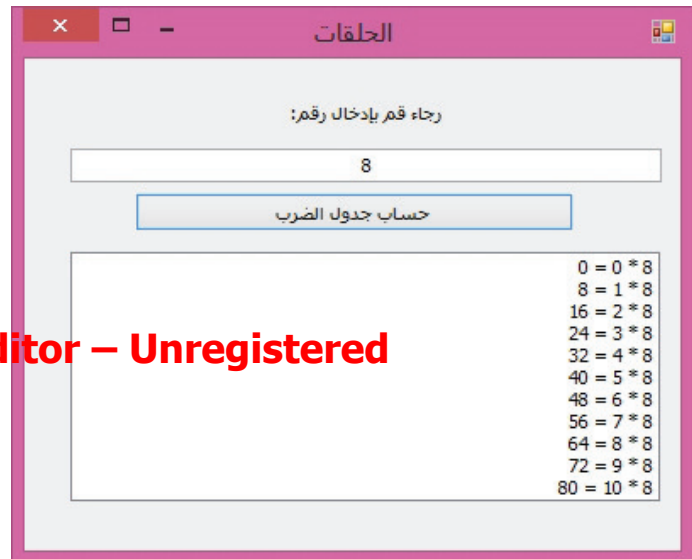 الحلقات
رجاء قم بإدخال رقم:
8
حساب جدول الضرب
0 = 0 * 8
8 = 1 * 8
16 = 2 * 8
24 = 3 * 8
32 = 4 * 8
40 = 5 * 8
48 = 6 * 8
56 = 7 * 8
64 = 8 * 8
72 = 9 * 8
80 = 10 * 8
ditor – Unregistered